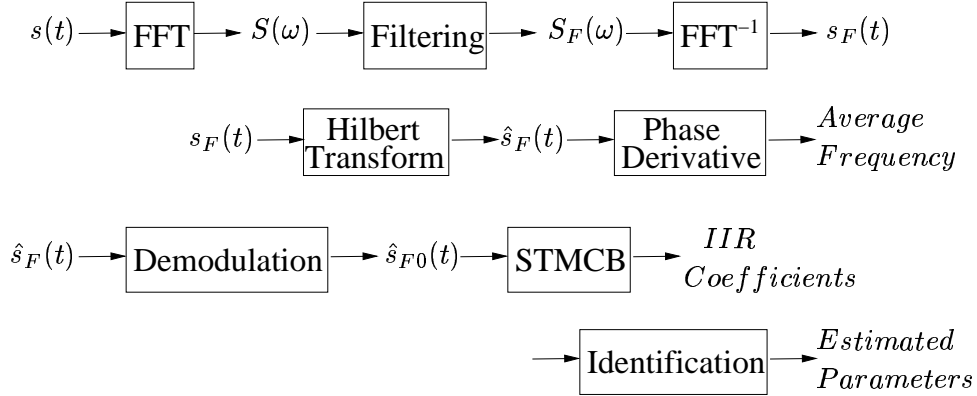 s(t) FFT S(ω) Filtering S_F(ω) FFT⁻¹ s_F(t)
s_F(t) Hilbert Transform ŝ_F(t) Phase Derivative Average Frequency
ŝ_F(t) Demodulation ŝ_F0(t) STMCB IIR Coefficients
Identification Estimated Parameters